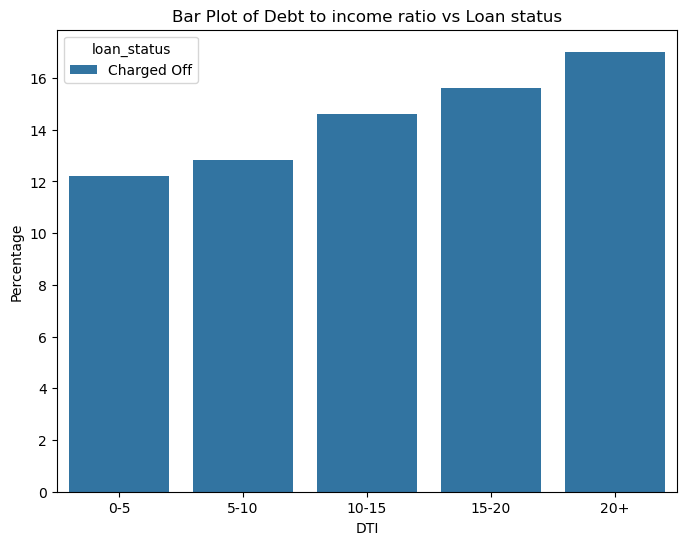 Bar Plot of Debt to income ratio vs Loan status
loan_status
Charged Off
16
14
12
10
8
6
4
2
0
Percentage
0-5 5-10 10-15 15-20 20+
DTI